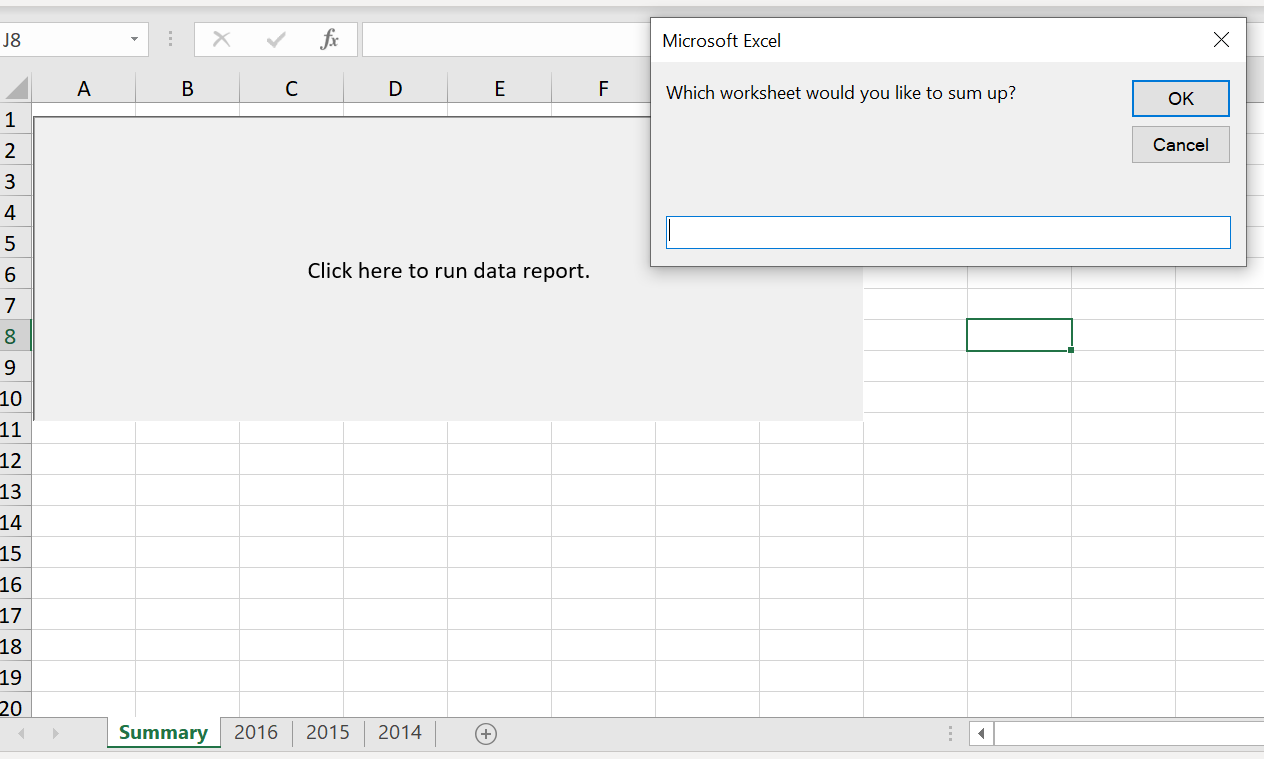 J8
fx
Microsoft Excel
Which worksheet would you like to sum up?
OK
Cancel
A B C D E F
1
2
3
4
5
6
7
8
9
10
11
12
13
14
15
16
17
18
19
20
Click here to run data report.
Summary 2016 2015 2014